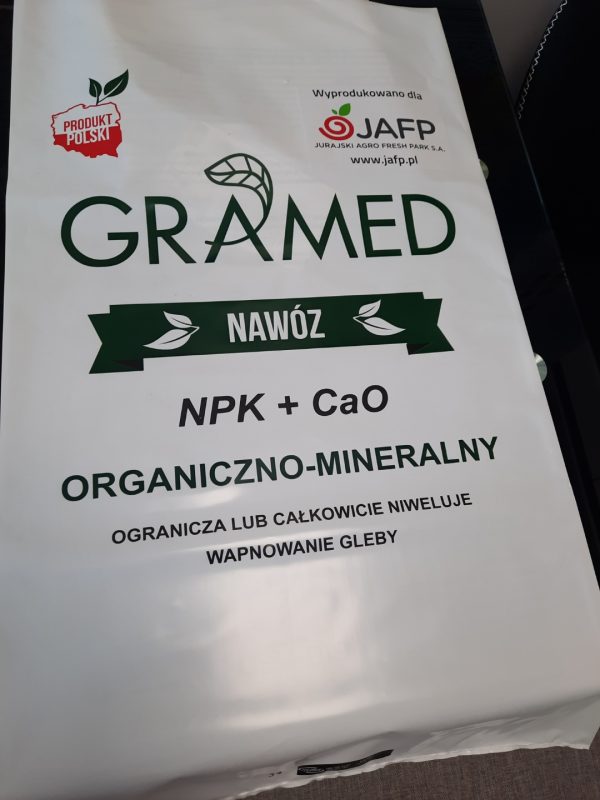 PRODUKT
POLSKI
Wyprodukowano dla
JAFP
JURAJSKI AGRO FRESH PARK S.A.
www.jafp.pl
GRAMED
NAWÓZ
NPK + CaO
ORGANICZNO-MINERALNY
OGRANICZA LUB CAŁKOWICIE NIWELUJE
WAPNOWANIE GLEBY